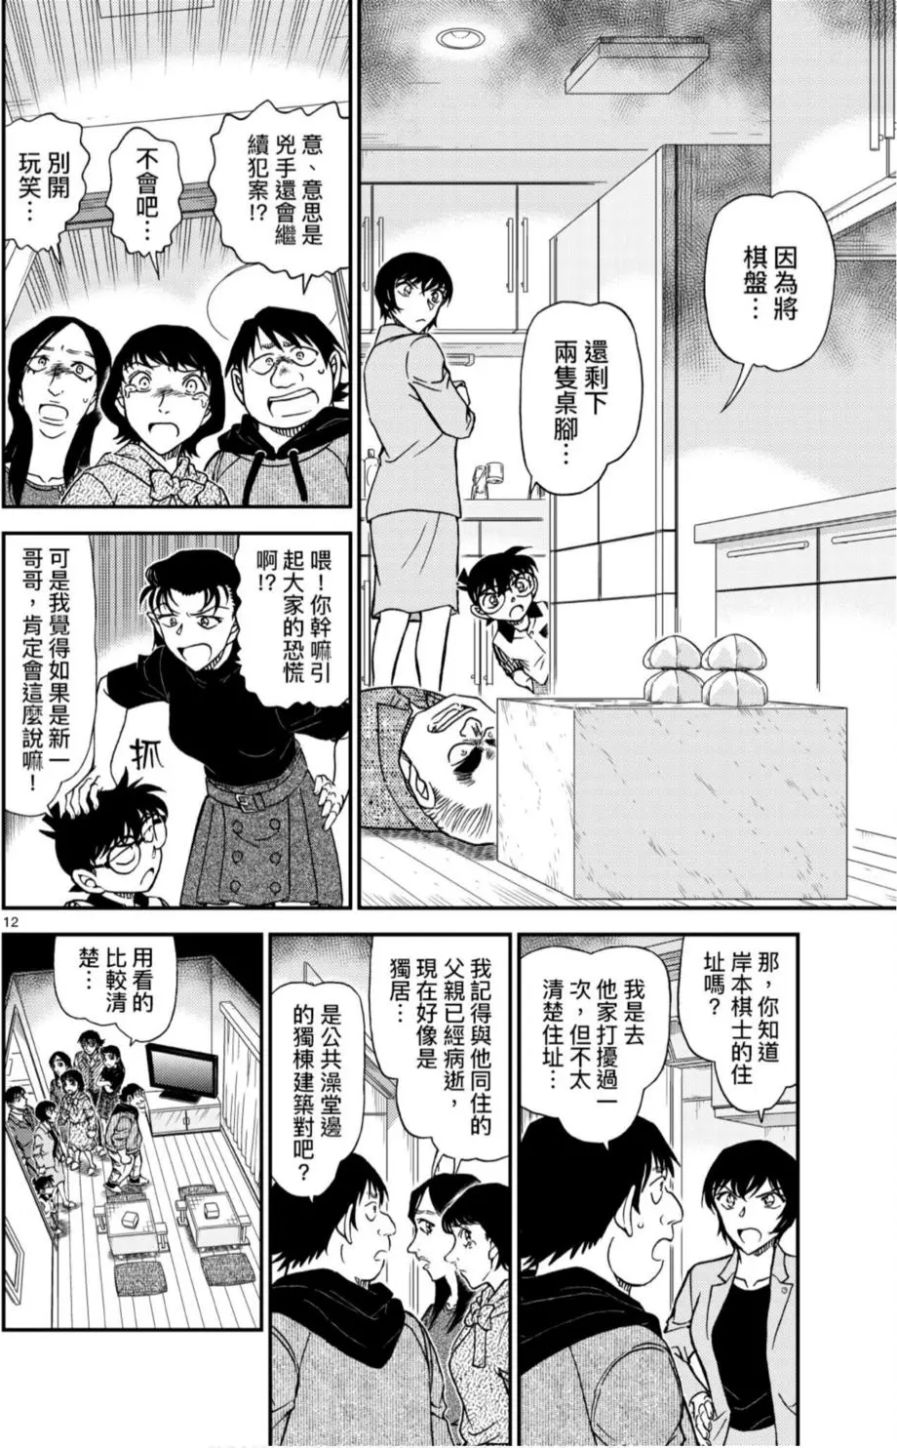 因為將
棋盤…
還剩下
兩隻桌腳…
意、意思是
兇手還會繼
續犯案!?
不會吧…
別開
玩笑…
喂！你幹嘛引
起大家的恐慌
啊!?
抓
可是我覺得如果是新一
哥哥，肯定會這麼說嘛！
12
那，你知道
岸本棋士的住
址嗎？
我是去
他家打擾過一
次，但不太
清楚住址…
我記得與他同住的
父親已經病逝，
現在好像是
獨居…
是公共澡堂邊
的獨棟建築對吧？
用看的
比較清
楚…